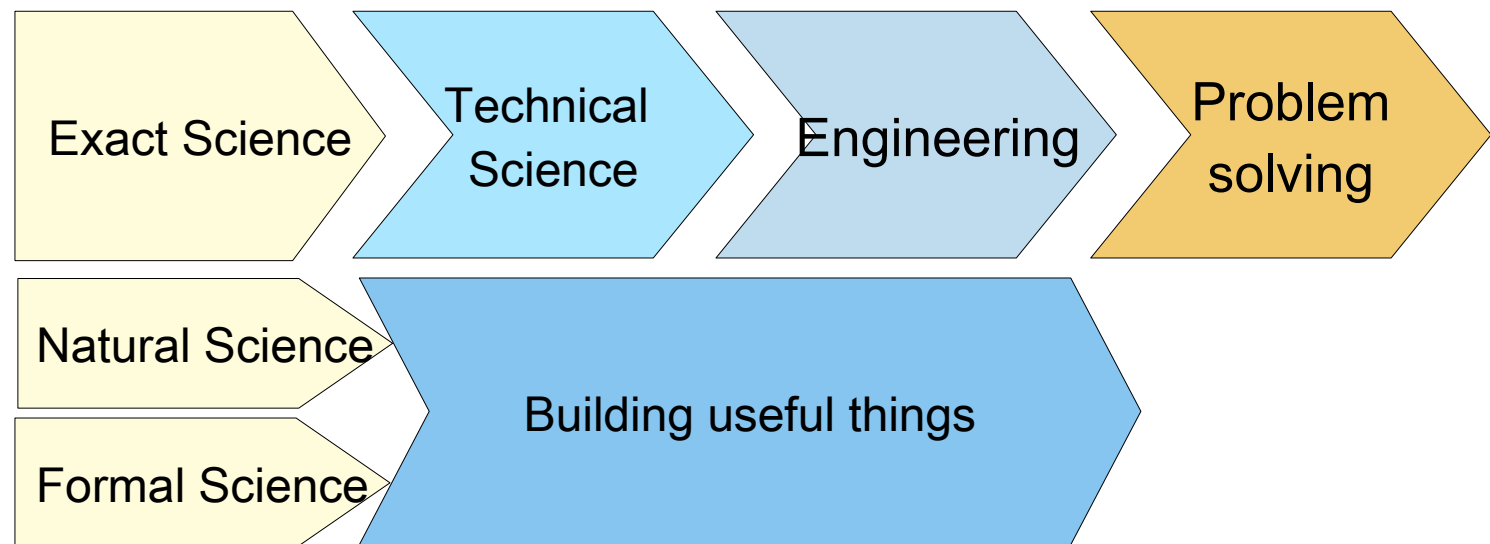 Exact Science
Technical
Science
Engineering
Problem
solving
Natural Science
Building useful things
Formal Science